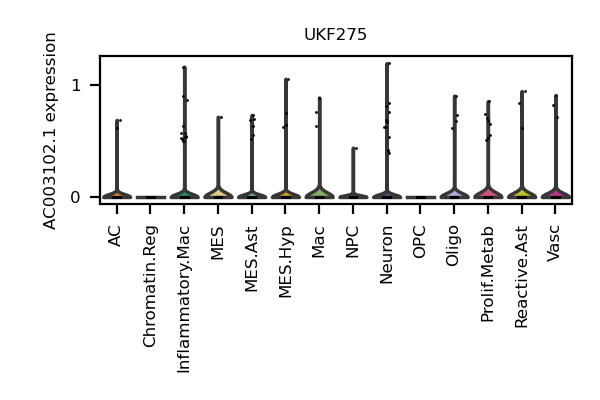 UKF275
AC003102.1 expression
1
0
AC
Chromatin.Reg
Inflammatory.Mac
MES
MES.Ast
MES.Hyp
Mac
NPC
Neuron
OPC
Oligo
Prolif.Metab
Reactive.Ast
Vasc